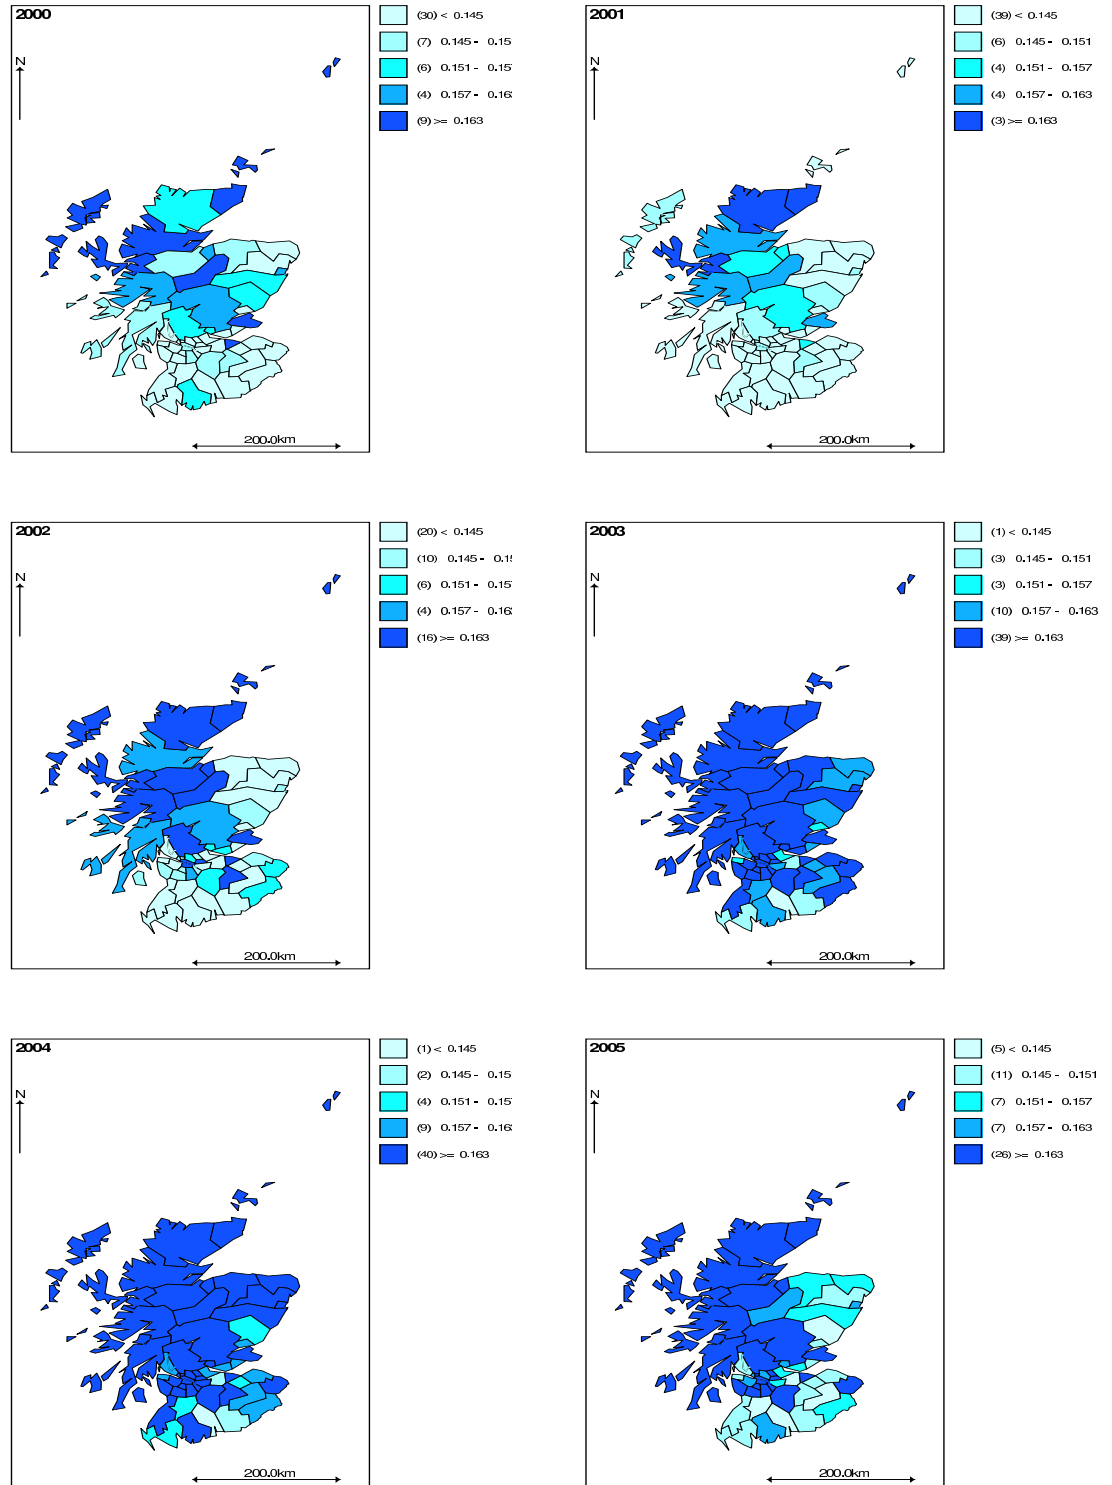 2000
(30) < 0.145
(7) 0.145 - 0.15
(6) 0.151 - 0.15
(4) 0.157 - 0.16
(9) >= 0.163
N
200.0km
2001
(39) < 0.145
(6) 0.145 - 0.151
(4) 0.151 - 0.157
(4) 0.157 - 0.163
(3) >= 0.163
N
200.0km
2002
(20) < 0.145
(10) 0.145 - 0.15
(6) 0.151 - 0.15
(4) 0.157 - 0.16
(16) >= 0.163
N
200.0km
2003
(1) < 0.145
(3) 0.145 - 0.151
(3) 0.151 - 0.157
(10) 0.157 - 0.163
(39) >= 0.163
N
200.0km
2004
(1) < 0.145
(2) 0.145 - 0.15
(4) 0.151 - 0.15
(9) 0.157 - 0.16
(40) >= 0.163
N
200.0km
2005
(5) < 0.145
(11) 0.145 - 0.151
(7) 0.151 - 0.157
(7) 0.157 - 0.163
(26) >= 0.163
N
200.0km